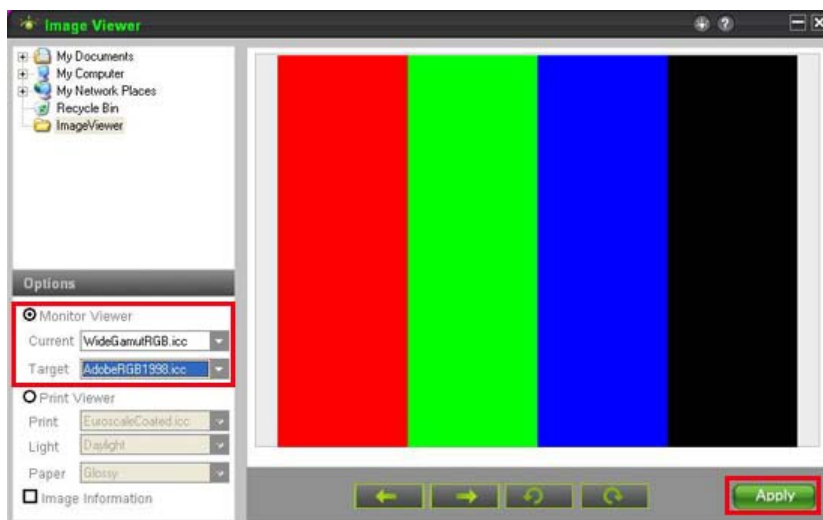 Image Viewer
My Documents
My Computer
My Network Places
Recycle Bin
ImageViewer
Options
Monitor Viewer
Current WideGamutRGB.icc
Target AdobeRGB1998.icc
Print Viewer
Print EuroscaleCoated.icc
Light Daylight
Paper Glossy
Image Information
Apply